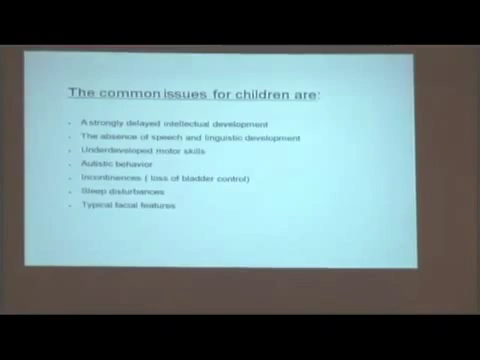 The common issues for children are:
A strongly delayed intellectual development
The absence of speech and linguistic development
Underdeveloped motor skills
Autistic behavior
Incontinences ( loss of bladder control)
Sleep disturbances
Typical facial features